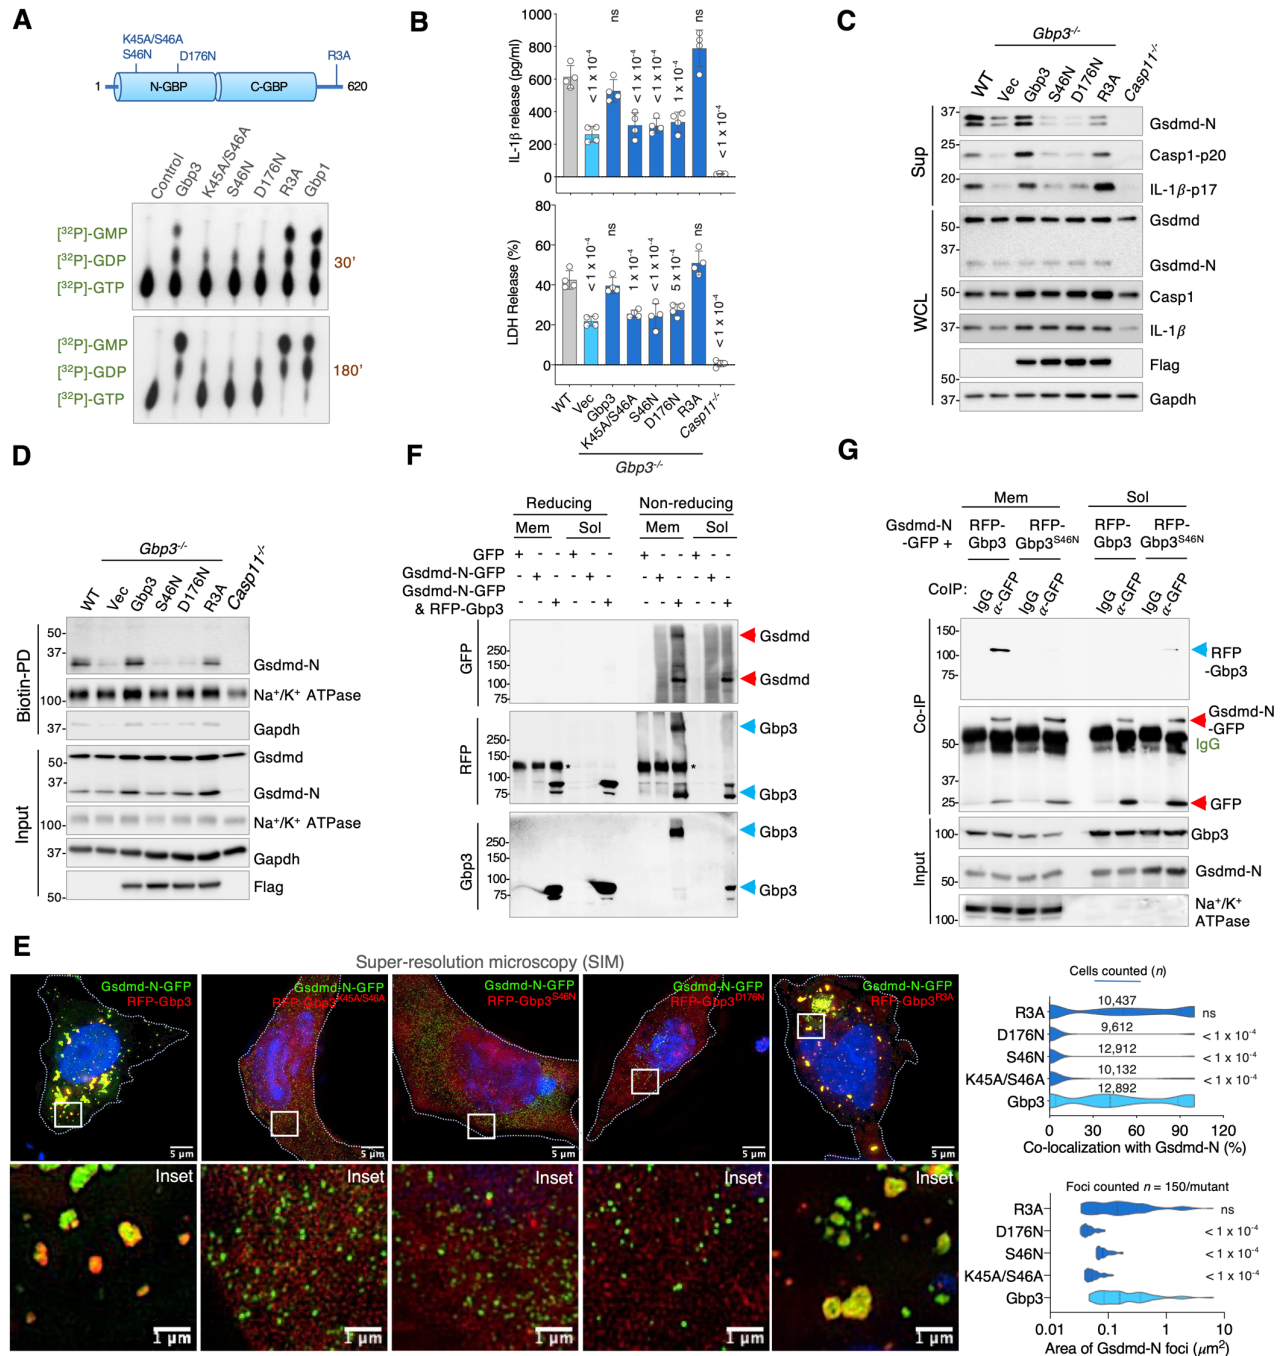 A
K45A/S46A
S46N
D176N
R3A
1
N-GBP
C-GBP
620
Control
Gbp3
K45A/S46A
S46N
D176N
R3A
Gbp1
[³²P]-GMP
[³²P]-GDP
[³²P]-GTP
30'
[³²P]-GMP
[³²P]-GDP
[³²P]-GTP
180'
B
IL-1β release (pg/ml)
1000
800
600
400
200
0
< 1 x 10⁻⁴
ns
< 1 x 10⁻⁴
< 1 x 10⁻⁴
1 x 10⁻⁴
ns
< 1 x 10⁻⁴
LDH Release (%)
80
60
40
20
0
< 1 x 10⁻⁴
ns
1 x 10⁻⁴
< 1 x 10⁻⁴
5 x 10⁻⁴
ns
< 1 x 10⁻⁴
WT
Vec
Gbp3
K45A/S46A
S46N
D176N
R3A
Casp11⁻/⁻
Gbp3⁻/⁻
C
Gbp3⁻/⁻
WT
Vec
Gbp3
S46N
D176N
R3A
Casp11⁻/⁻
Sup
37-
Gsdmd-N
25-
Casp1-p20
20-
IL-1β-p17
WCL
50-
Gsdmd
37-
Gsdmd-N
50-
Casp1
37-
IL-1β
Flag
50-
37-
Gapdh
D
Gbp3⁻/⁻
WT
Vec
Gbp3
S46N
D176N
R3A
Casp11⁻/⁻
Biotin-PD
50-
37-
Gsdmd-N
100-
Na⁺/K⁺ ATPase
37-
Gapdh
Input
50-
Gsdmd
37-
Gsdmd-N
100-
Na⁺/K⁺ ATPase
37-
Gapdh
50-
Flag
F
Reducing
Non-reducing
Mem
Sol
Mem
Sol
GFP
+ - - + - - + - - + - -
Gsdmd-N-GFP
- + - - + - - + - - + -
Gsdmd-N-GFP
& RFP-Gbp3
- - + - - + - - + - - +
GFP
250-
150-
100-
75-
Gsdmd
Gsdmd
RFP
250-
150-
100-
75-
*
*
Gbp3
Gbp3
Gbp3
250-
150-
100-
75-
Gbp3
Gbp3
G
Mem
Sol
Gsdmd-N
-GFP +
RFP-
Gbp3
RFP-
Gbp3S46N
RFP-
Gbp3
RFP-
Gbp3S46N
CoIP:
IgG
α-GFP
IgG
α-GFP
IgG
α-GFP
IgG
α-GFP
Co-IP
150-
100-
75-
RFP
-Gbp3
50-
37-
25-
Gsdmd-N
-GFP
IgG
GFP
Input
100-
Gbp3
50-
Gsdmd-N
100-
Na⁺/K⁺
ATPase
E
Super-resolution microscopy (SIM)
Gsdmd-N-GFP
RFP-Gbp3
5 µm
Gsdmd-N-GFP
RFP-Gbp3K45A/S46A
5 µm
Gsdmd-N-GFP
RFP-Gbp3S46N
5 µm
Gsdmd-N-GFP
RFP-Gbp3D176N
5 µm
Gsdmd-N-GFP
RFP-Gbp3R3A
5 µm
Inset
1 µm
Inset
1 µm
Inset
1 µm
Inset
1 µm
Inset
1 µm
Cells counted (n)
R3A
10,437
ns
D176N
9,612
< 1 x 10⁻⁴
S46N
12,912
< 1 x 10⁻⁴
K45A/S46A
10,132
< 1 x 10⁻⁴
Gbp3
12,892
0 30 60 90 120
Co-localization with Gsdmd-N (%)
Foci counted n = 150/mutant
R3A
ns
D176N
< 1 x 10⁻⁴
S46N
< 1 x 10⁻⁴
K45A/S46A
< 1 x 10⁻⁴
Gbp3
0.01 0.1 1 10
Area of Gsdmd-N foci (µm²)